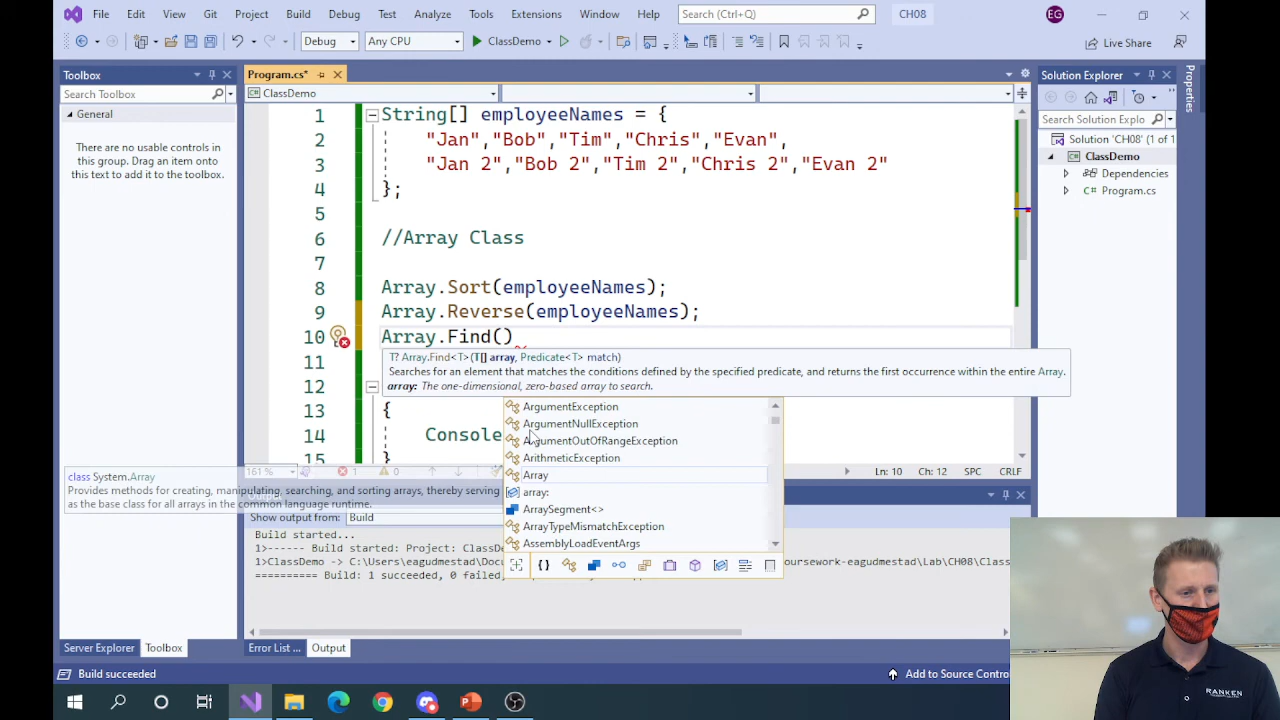 File Edit View Git Project Build Debug Test Analyze Tools Extensions Window Help Search (Ctrl+Q) CH08 EG
Debug Any CPU ClassDemo Live Share
Toolbox
Search Toolbox
General
There are no usable controls in
this group. Drag an item onto
this text to add it to the toolbox.
Program.cs*
ClassDemo
1 String[] employeeNames = {
2 "Jan","Bob","Tim","Chris","Evan",
3 "Jan 2","Bob 2","Tim 2","Chris 2","Evan 2"
4 };
5
6 //Array Class
7
8 Array.Sort(employeeNames);
9 Array.Reverse(employeeNames);
10 Array.Find()
11
12
13 {
14 Console
15 }
T? Array.Find<T>(T[] array, Predicate<T> match)
Searches for an element that matches the conditions defined by the specified predicate, and returns the first occurrence within the entire Array.
array: The one-dimensional, zero-based array to search.
ArgumentException
ArgumentNullException
ArgumentOutOfRangeException
ArithmeticException
Array
array:
ArraySegment<>
ArrayTypeMismatchException
AssemblyLoadEventArgs
161 % 1 0 Ln: 10 Ch: 12 SPC CRLF
class System.Array
Provides methods for creating, manipulating, searching, and sorting arrays, thereby serving
as the base class for all arrays in the common language runtime.
Show output from: Build
Build started...
1>------ Build started: Project: ClassDe
1>ClassDemo -> C:\Users\eagudmestad\Docu
oursework-eagudmestad\Lab\CH08\Class
========== Build: 1 succeeded, 0 failed,
Server Explorer Toolbox
Error List ... Output
Build succeeded
Add to Source Contro
Solution Explorer
Search Solution Explo
Solution 'CH08' (1 of 1
ClassDemo
Dependencies
Program.cs
Properties
RANKEN